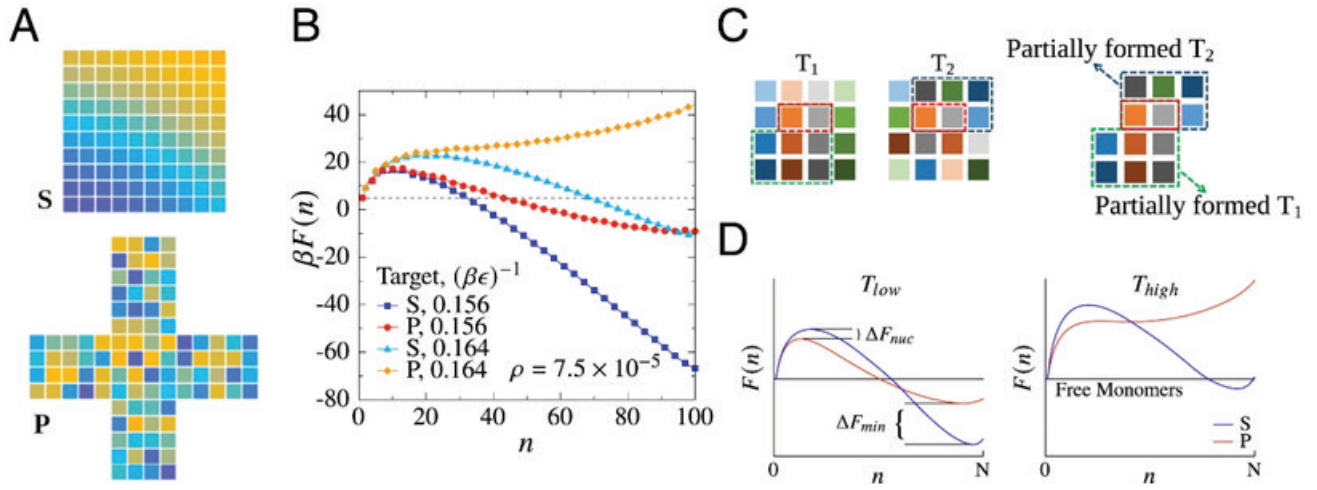 A
S
P
B
βF(n)
40
20
0
-20
-40
-60
-80
0
20
40
60
80
100
n
Target, (βϵ)⁻¹
S, 0.156
P, 0.156
S, 0.164
P, 0.164
ρ = 7.5 × 10⁻⁵
C
T₁
T₂
Partially formed T₂
Partially formed T₁
D
F(n)
T_low
ΔF_nuc
ΔF_min
0
n
N
F(n)
T_high
Free Monomers
S
P
0
n
N